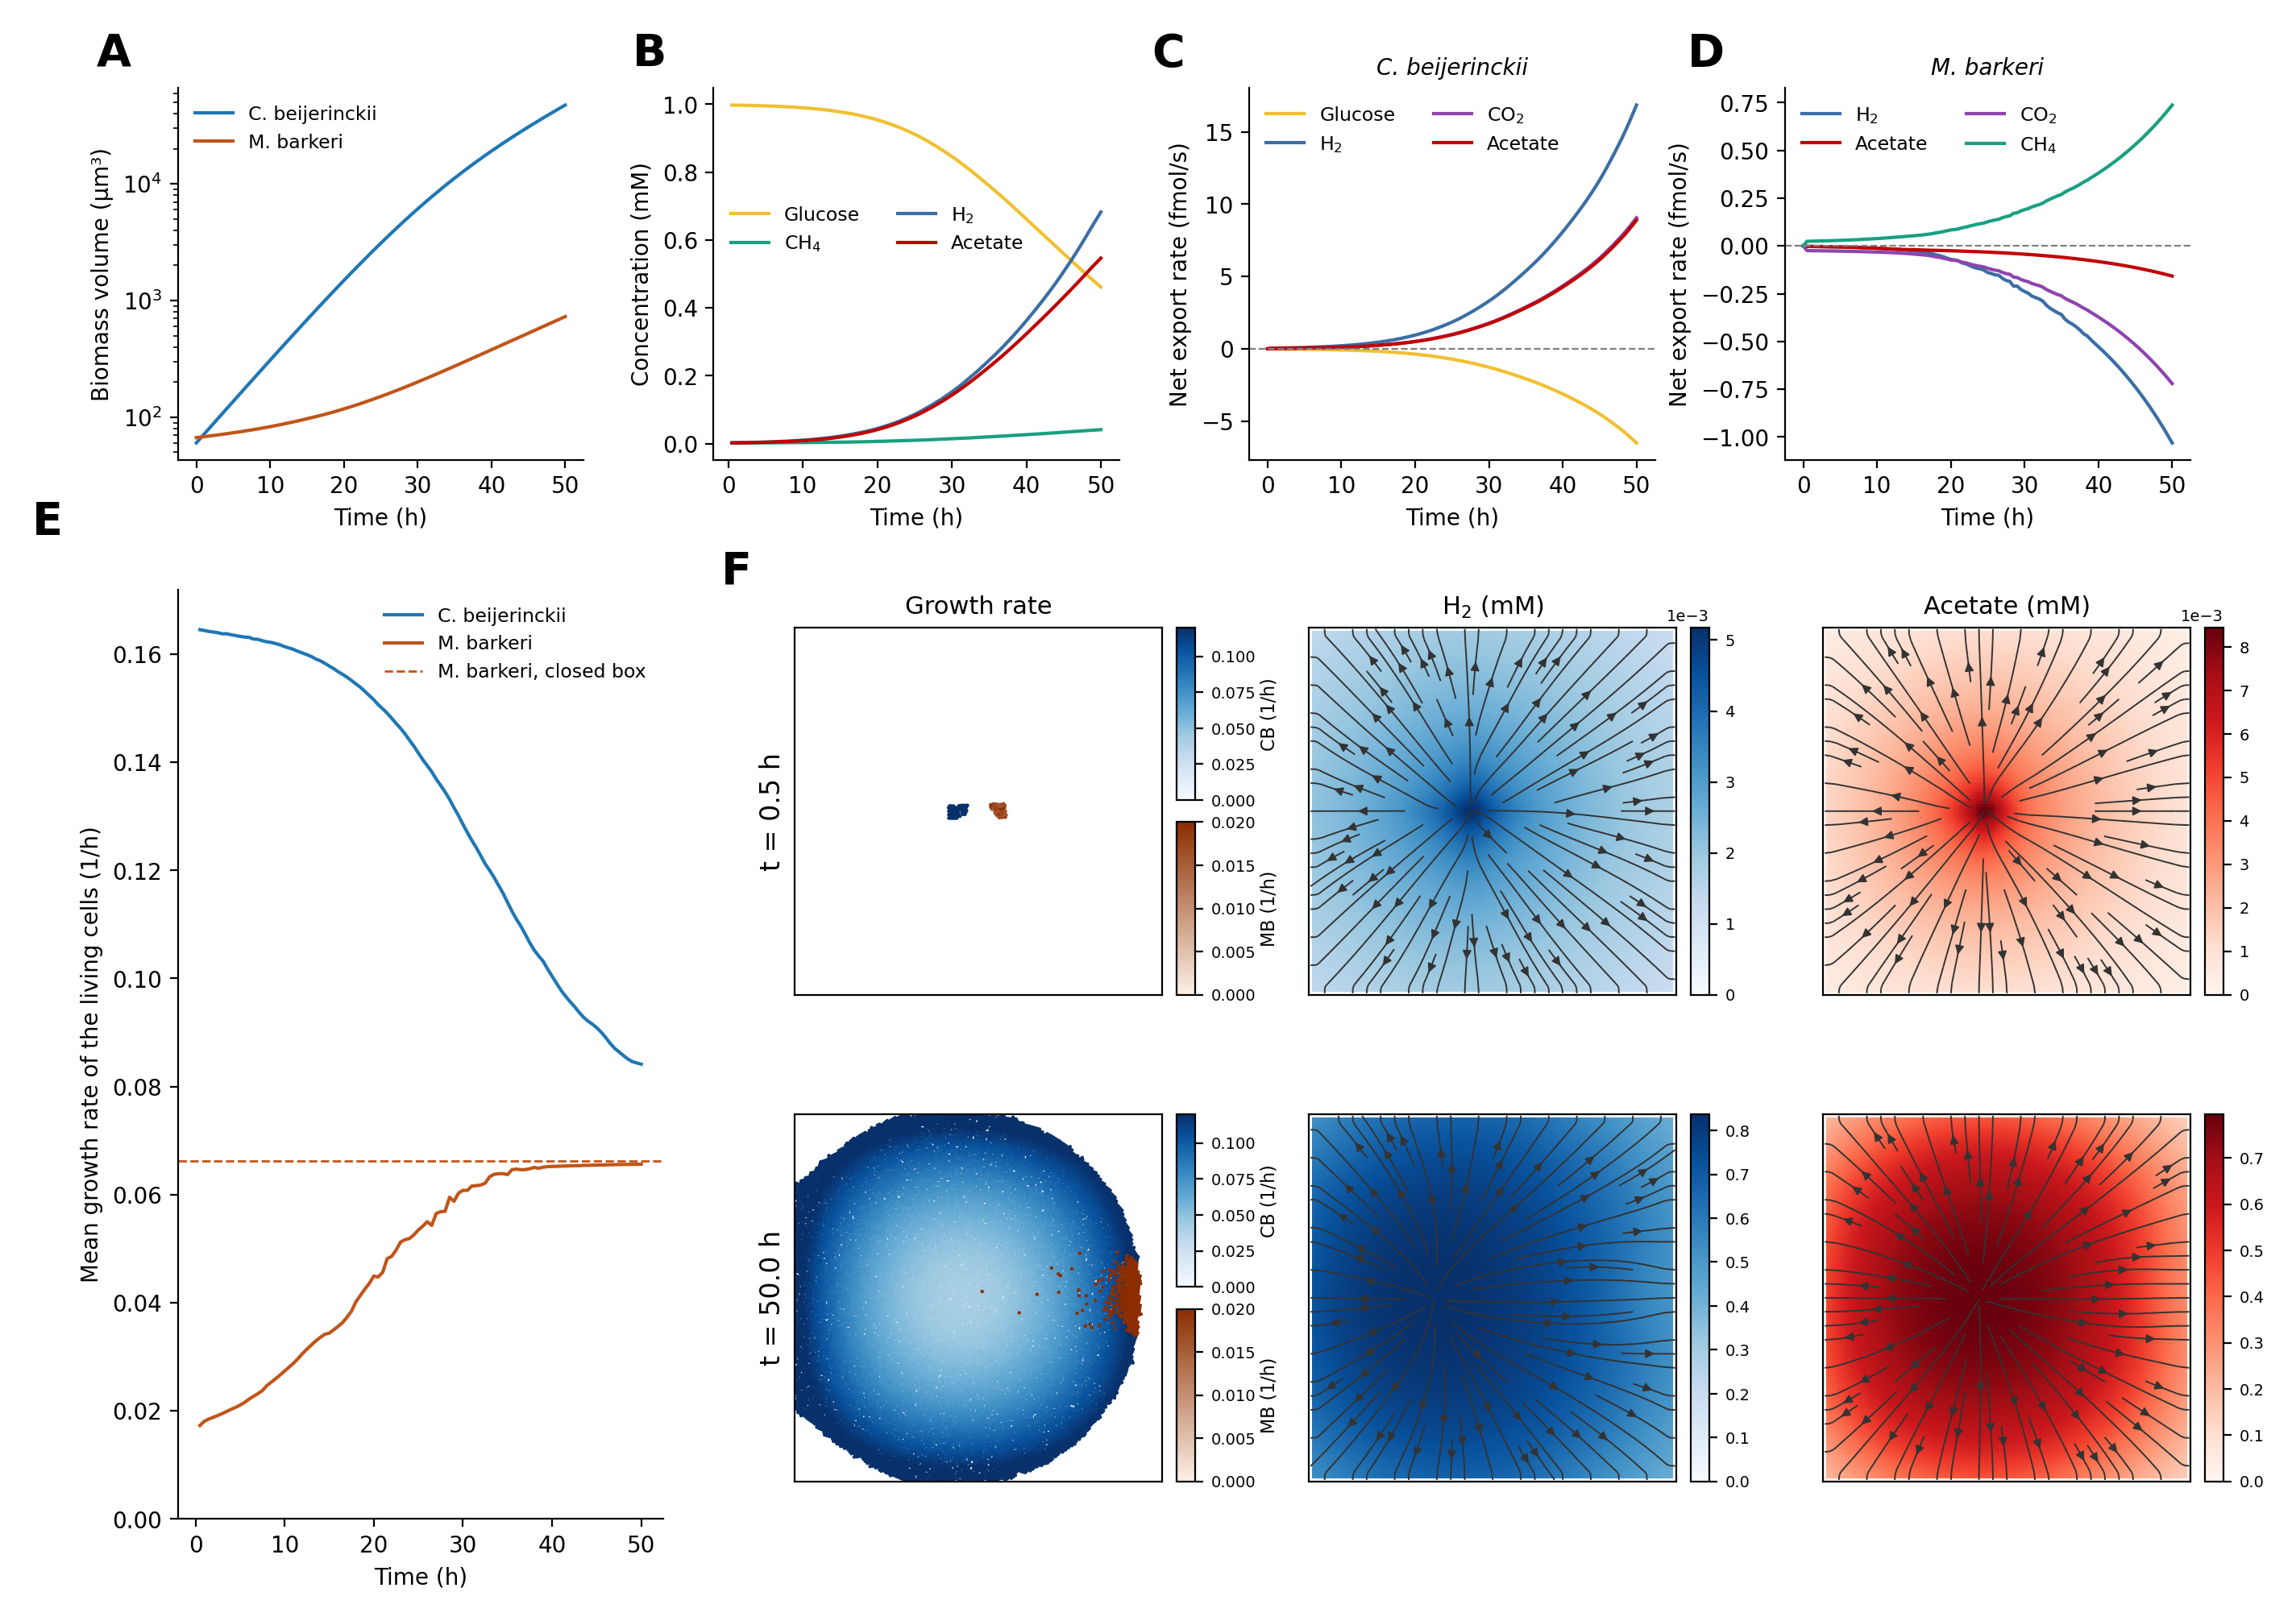 A
C. beijerinckii
M. barkeri
Biomass volume (μm³)
10⁴
10³
10²
0 10 20 30 40 50
Time (h)
B
Glucose
CH₄
H₂
Acetate
Concentration (mM)
1.0
0.8
0.6
0.4
0.2
0.0
0 10 20 30 40 50
Time (h)
C
C. beijerinckii
Glucose
H₂
CO₂
Acetate
Net export rate (fmol/s)
15
10
5
0
−5
0 10 20 30 40 50
Time (h)
D
M. barkeri
H₂
Acetate
CO₂
CH₄
Net export rate (fmol/s)
0.75
0.50
0.25
0.00
−0.25
−0.50
−0.75
−1.00
0 10 20 30 40 50
Time (h)
E
C. beijerinckii
M. barkeri
M. barkeri, closed box
Mean growth rate of the living cells (1/h)
0.16
0.14
0.12
0.10
0.08
0.06
0.04
0.02
0.00
0 10 20 30 40 50
Time (h)
F
Growth rate
t = 0.5 h
0.100
0.075
0.050
0.025
0.000
CB (1/h)
0.020
0.015
0.010
0.005
0.000
MB (1/h)
H₂ (mM)
1e−3
5
4
3
2
1
0
Acetate (mM)
1e−3
8
7
6
5
4
3
2
1
0
t = 50.0 h
0.100
0.075
0.050
0.025
0.000
CB (1/h)
0.020
0.015
0.010
0.005
0.000
MB (1/h)
0.8
0.7
0.6
0.5
0.4
0.3
0.2
0.1
0.0
0.7
0.6
0.5
0.4
0.3
0.2
0.1
0.0